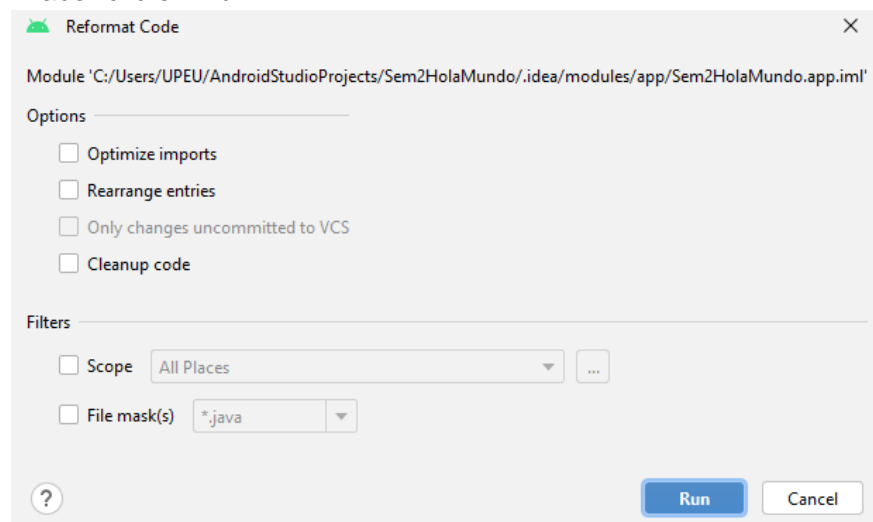 Reformat Code
Module 'C:/Users/UPEU/AndroidStudioProjects/Sem2HolaMundo/.idea/modules/app/Sem2HolaMundo.app.iml'
Options
Optimize imports
Rearrange entries
Only changes uncommitted to VCS
Cleanup code
Filters
Scope All Places ...
File mask(s) *.java
? Run Cancel